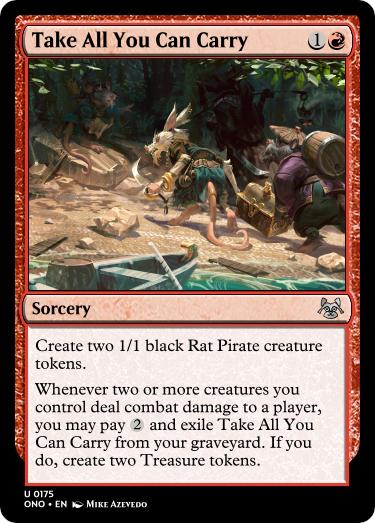 Take All You Can Carry 1
Sorcery
Create two 1/1 black Rat Pirate creature
tokens.
Whenever two or more creatures you
control deal combat damage to a player,
you may pay 2 and exile Take All You
Can Carry from your graveyard. If you
do, create two Treasure tokens.
U 0175
ONO • EN Mike Azevedo